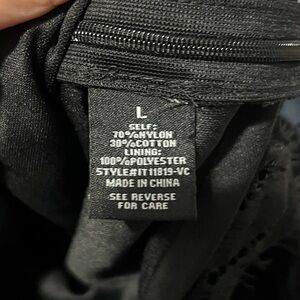 L
SELF:
70%NYLON
30%COTTON
LINING:
100%POLYESTER
STYLE#IT11819-VC
MADE IN CHINA
SEE REVERSE
FOR CARE